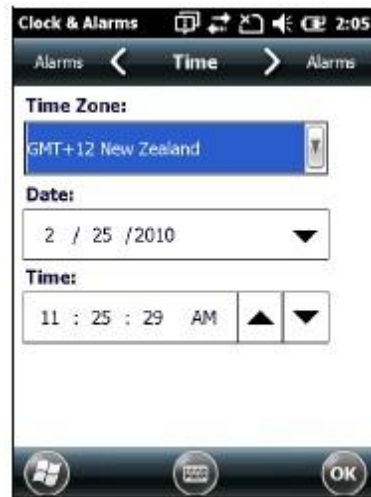 Clock & Alarms 2:05
Alarms Time Alarms
Time Zone:
GMT+12 New Zealand
Date:
2 / 25 /2010
Time:
11 : 25 : 29 AM
OK